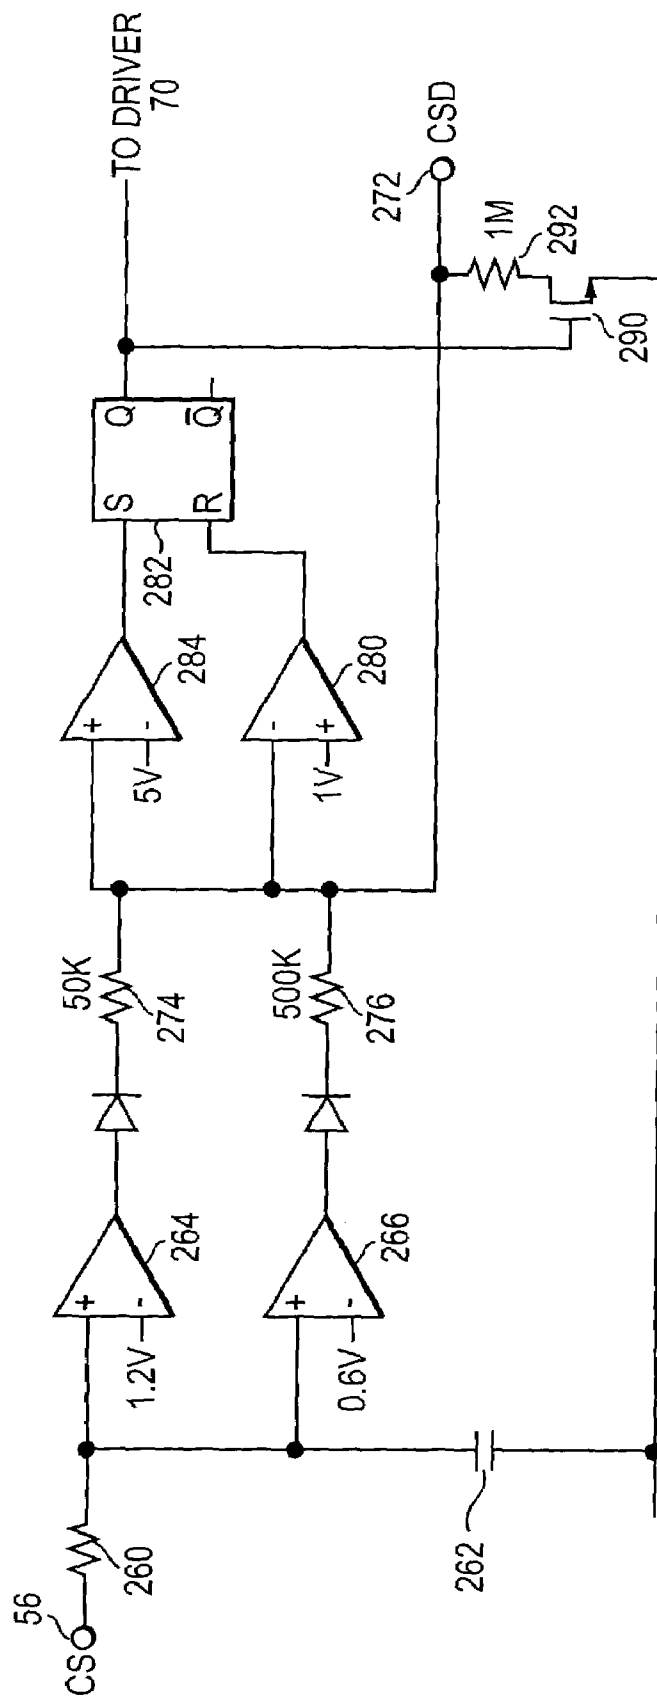 56
CS
260
1.2V
+
-
264
50K
274
+
-
5V
284
S
R
Q
Q̅
282
TO DRIVER
70
0.6V
+
-
266
500K
276
-
+
1V
280
262
272
CSD
1M
292
290